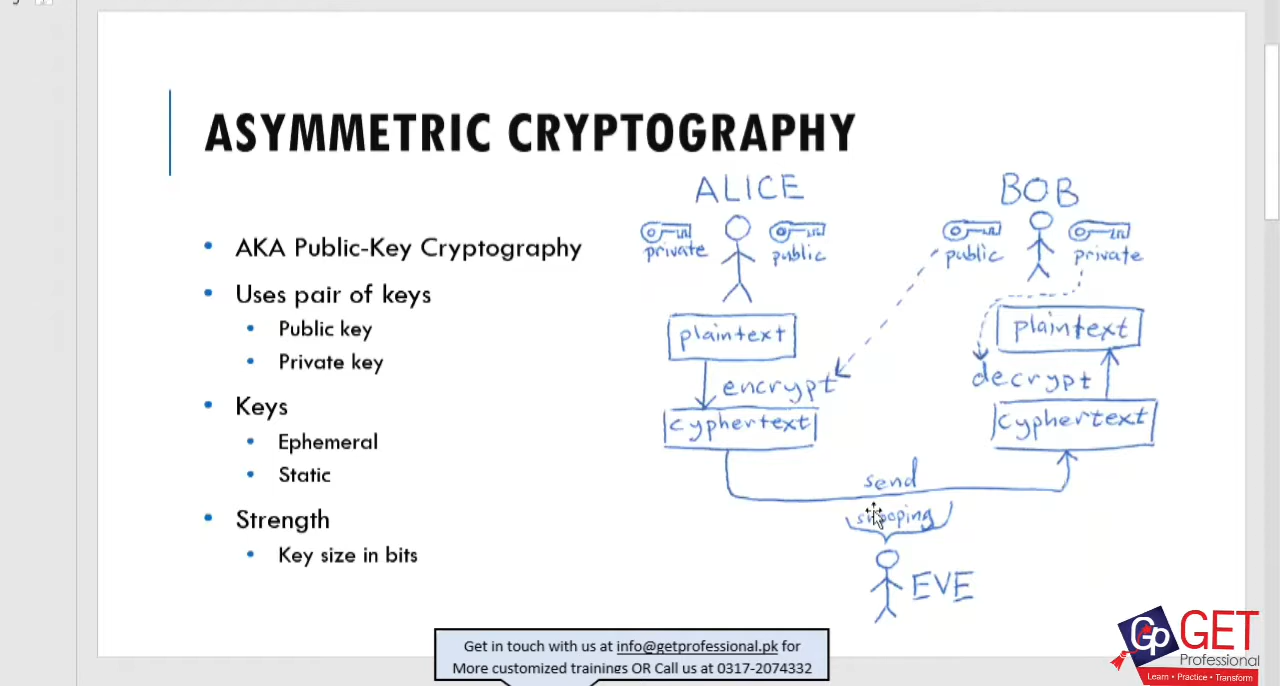 ASYMMETRIC CRYPTOGRAPHY
• AKA Public-Key Cryptography
• Uses pair of keys
• Public key
• Private key
• Keys
• Ephemeral
• Static
• Strength
• Key size in bits
ALICE
private
public
plaintext
encrypt
cyphertext
BOB
public
private
plaintext
decrypt
cyphertext
send
snooping
EVE
Get in touch with us at info@getprofessional.pk for
More customized trainings OR Call us at 0317-2074332
Gp
GET
Professional
Learn • Practice • Transform